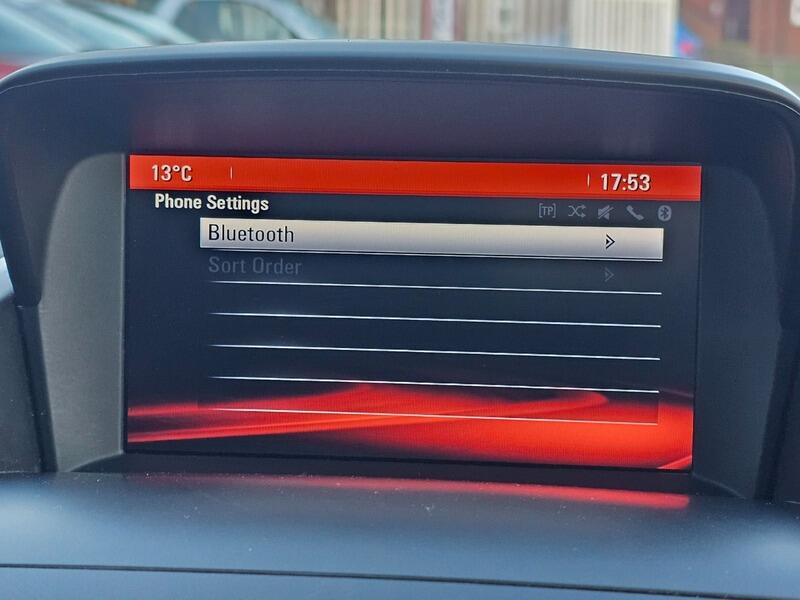 13°C 17:53
Phone Settings [TP]
Bluetooth
Sort Order